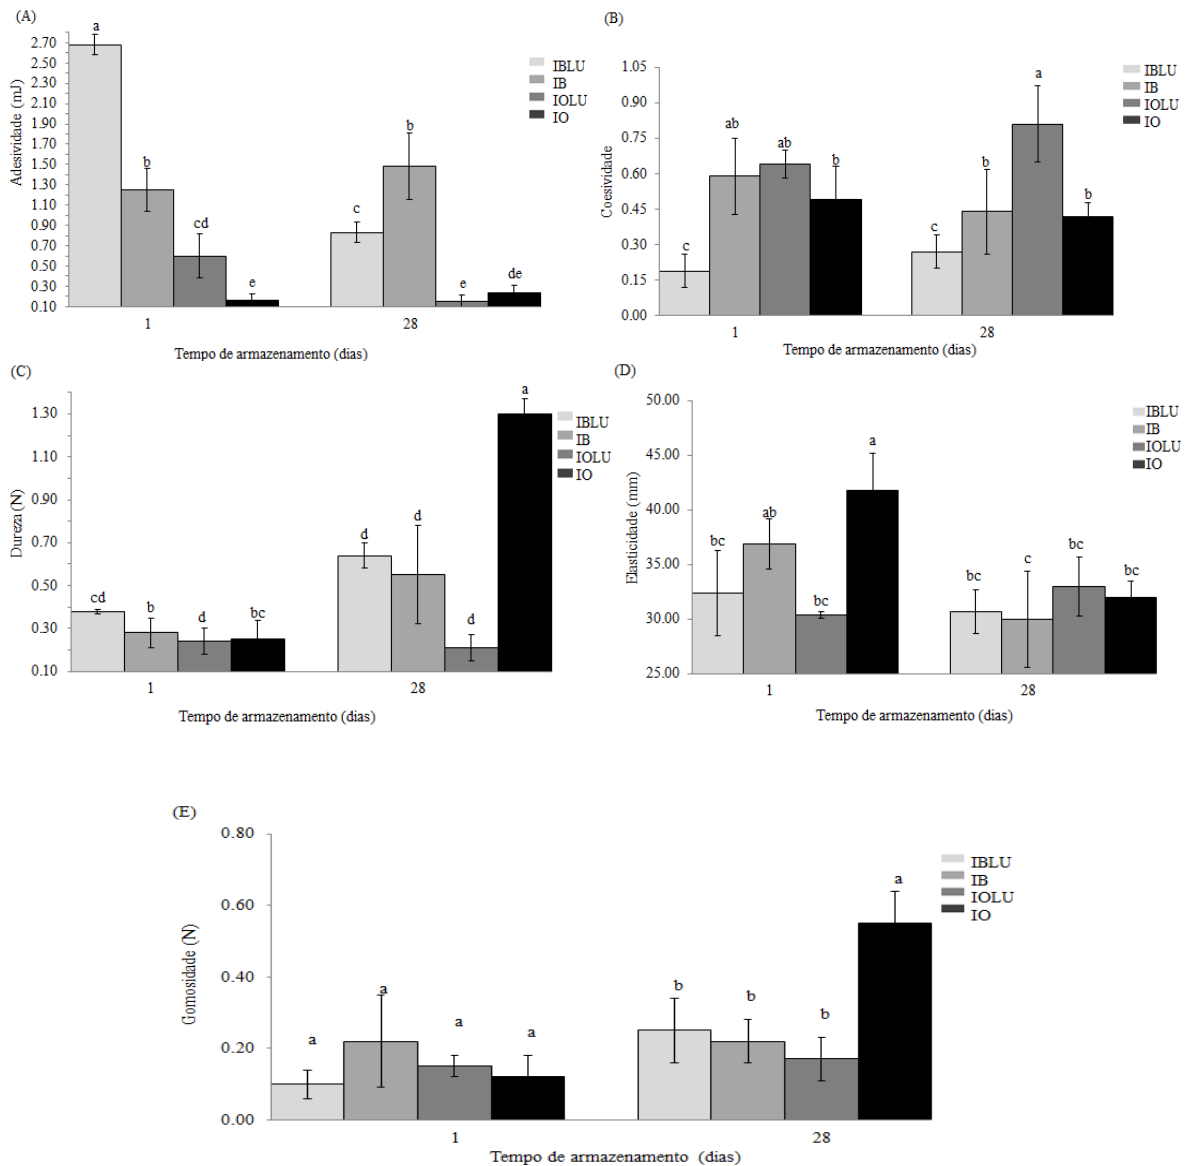 (A)
a
2.70
2.50
2.30
2.10
1.90
1.70
1.50
1.30
1.10
0.90
0.70
0.50
0.30
0.10
Adesividade (mJ)
b
cd
e
c
b
e
de
IBLU
IB
IOLU
IO
1
28
Tempo de armazenamento (dias)
(B)
1.05
0.90
0.75
0.60
0.45
0.30
0.15
0.00
Coesividade
c
ab
ab
b
c
b
a
b
IBLU
IB
IOLU
IO
1
28
Tempo de armazenamento (dias)
(C)
1.30
1.10
0.90
0.70
0.50
0.30
0.10
Dureza (N)
cd
b
d
bc
d
d
a
IBLU
IB
IOLU
IO
1
28
Tempo de armazenamento (dias)
(D)
50.00
45.00
40.00
35.00
30.00
25.00
Elasticidade (mm)
bc
ab
bc
a
bc
c
bc
bc
IBLU
IB
IOLU
IO
1
28
Tempo de armazenamento (dias)
(E)
0.80
0.60
0.40
0.20
0.00
Gomosidade (N)
a
a
a
a
b
b
b
a
IBLU
IB
IOLU
IO
1
28
Tempo de armazenamento (dias)